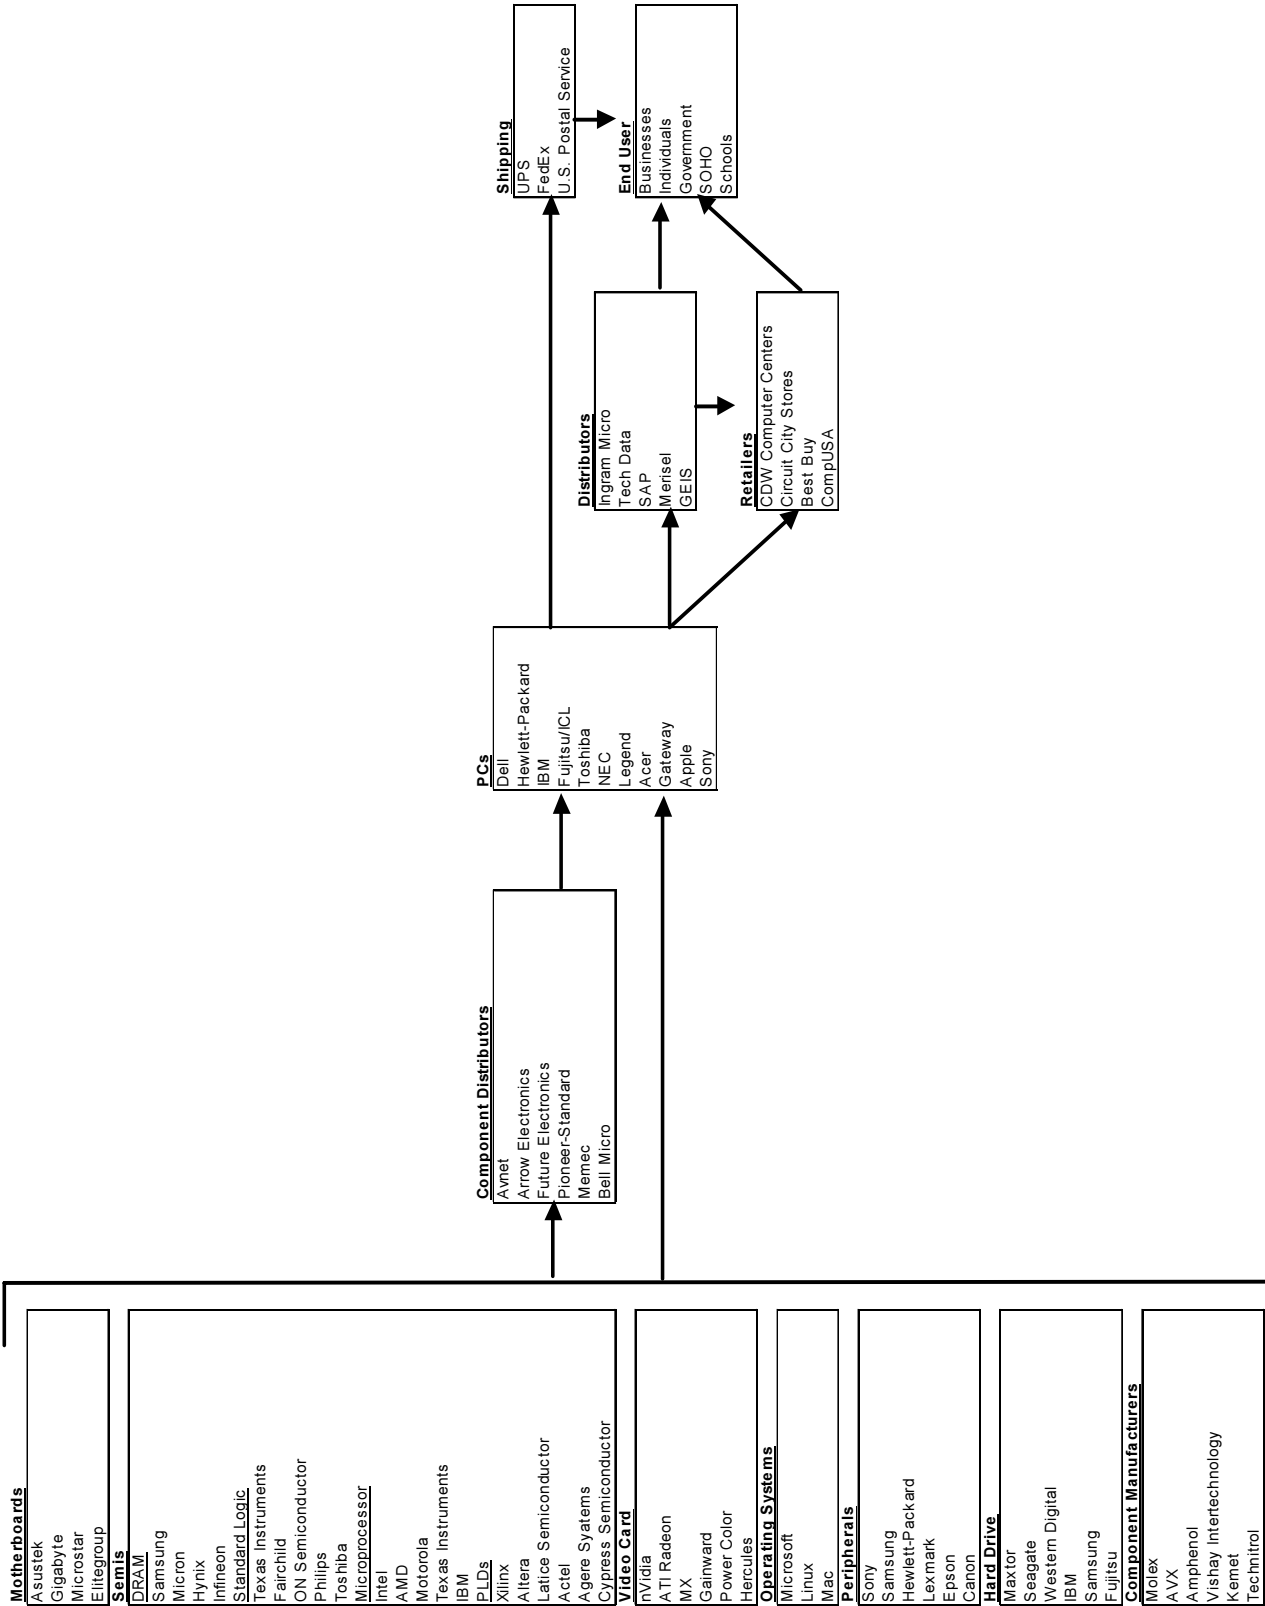 Motherboards
Asustek
Gigabyte
Microstar
Elitegroup
Semis
DRAM
Samsung
Micron
Hynix
Infineon
Standard Logic
Texas Instruments
Fairchild
ON Semiconductor
Philips
Toshiba
Microprocessor
Intel
AMD
Motorola
Texas Instruments
IBM
PLDs
Xilinx
Altera
Latice Semiconductor
Actel
Agere Syatems
Cypress Semiconductor
Video Card
nVidia
ATI Radeon
MX
Gainward
Power Color
Hercules
Operating Systems
Microsoft
Linux
Mac
Peripherals
Sony
Samsung
Hewlett-Packard
Lexmark
Epson
Canon
Hard Drive
Maxtor
Seagate
Western Digital
IBM
Samsung
Fujitsu
Component Manufacturers
Molex
AVX
Amphenol
Vishay Intertechnology
Kemet
Technitrol
Component Distributors
Avnet
Arrow Electronics
Future Electronics
Pioneer-Standard
Memec
Bell Micro
PCs
Dell
Hewlett-Packard
IBM
Fujitsu/ICL
Toshiba
NEC
Legend
Acer
Gateway
Apple
Sony
Distributors
Ingram Micro
Tech Data
SAP
Merisel
GEIS
Retailers
CDW Computer Centers
Circuit City Stores
Best Buy
CompUSA
Shipping
UPS
FedEx
U.S. Postal Service
End User
Businesses
Individuals
Government
SOHO
Schools